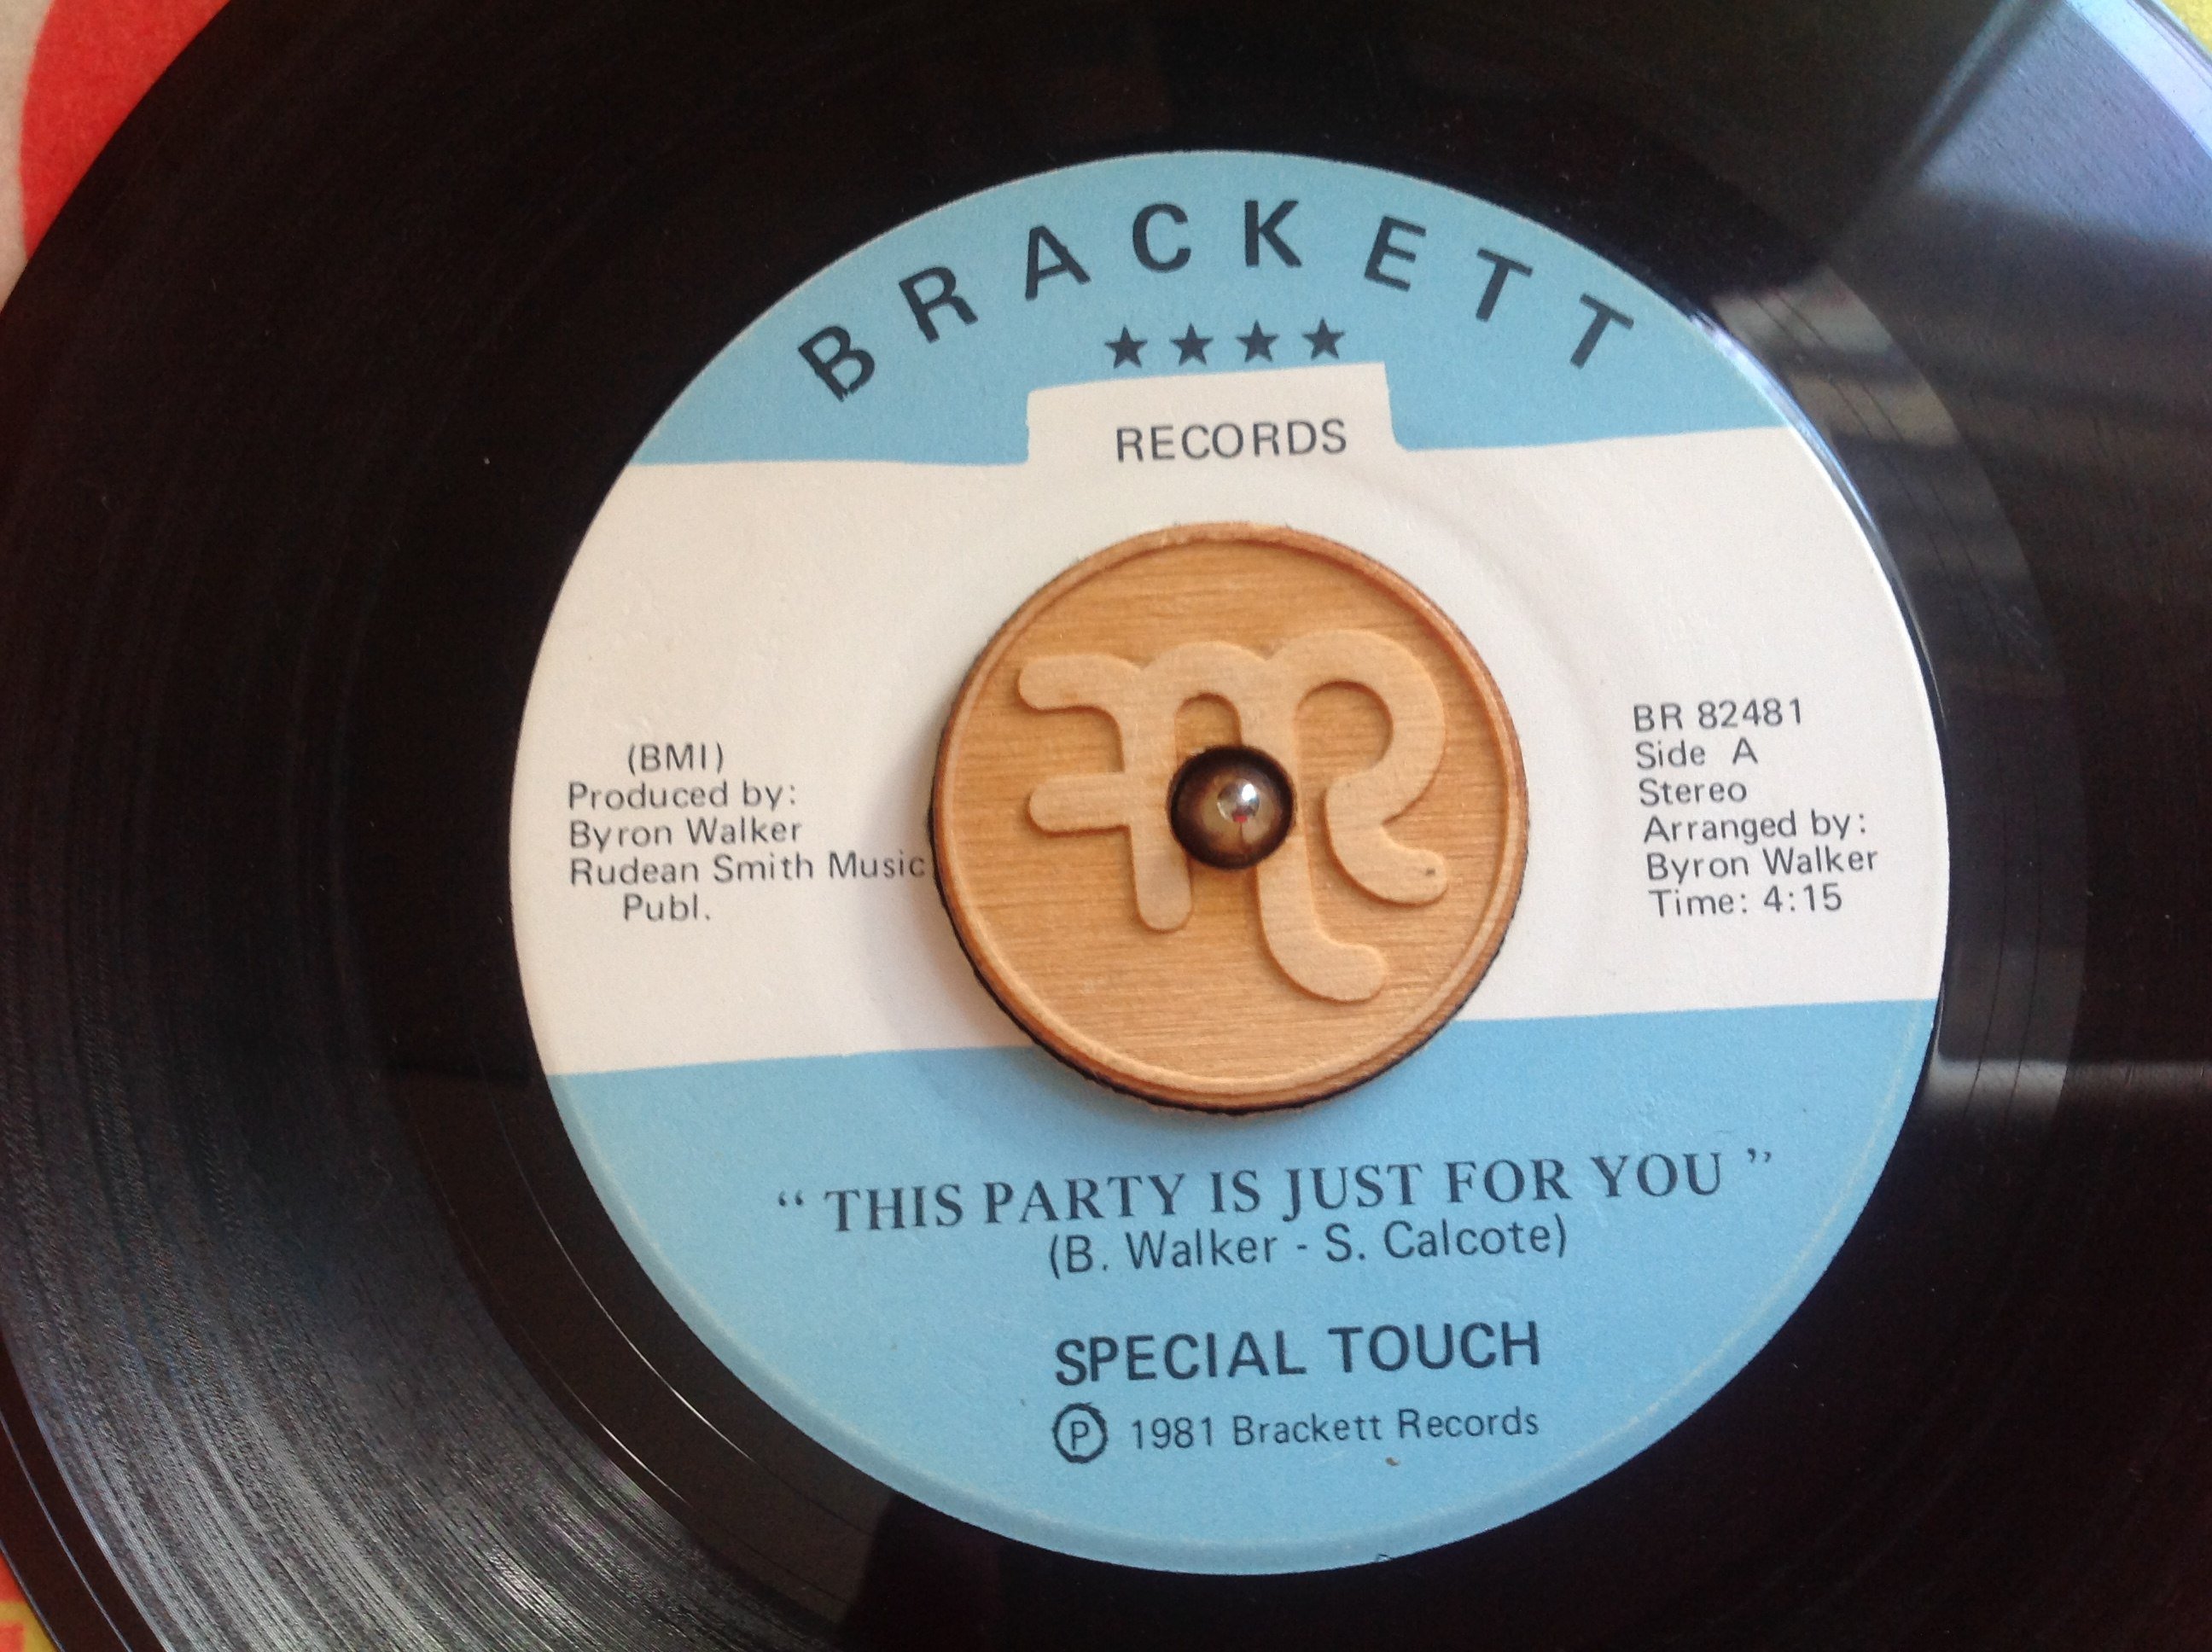 BRACKETT
★★★★
RECORDS
(BMI)
Produced by:
Byron Walker
Rudean Smith Music
Publ.
BR 82481
Side A
Stereo
Arranged by:
Byron Walker
Time: 4:15
“ THIS PARTY IS JUST FOR YOU ”
(B. Walker - S. Calcote)
SPECIAL TOUCH
Ⓟ 1981 Brackett Records